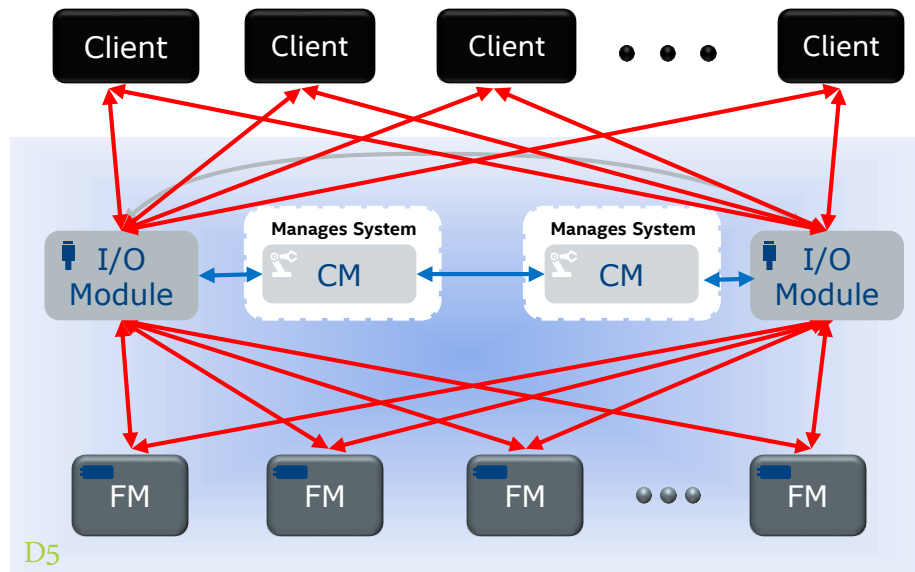 Client
Client
Client
Client
Manages System
Manages System
I/O
Module
CM
CM
I/O
Module
FM
FM
FM
FM
D5